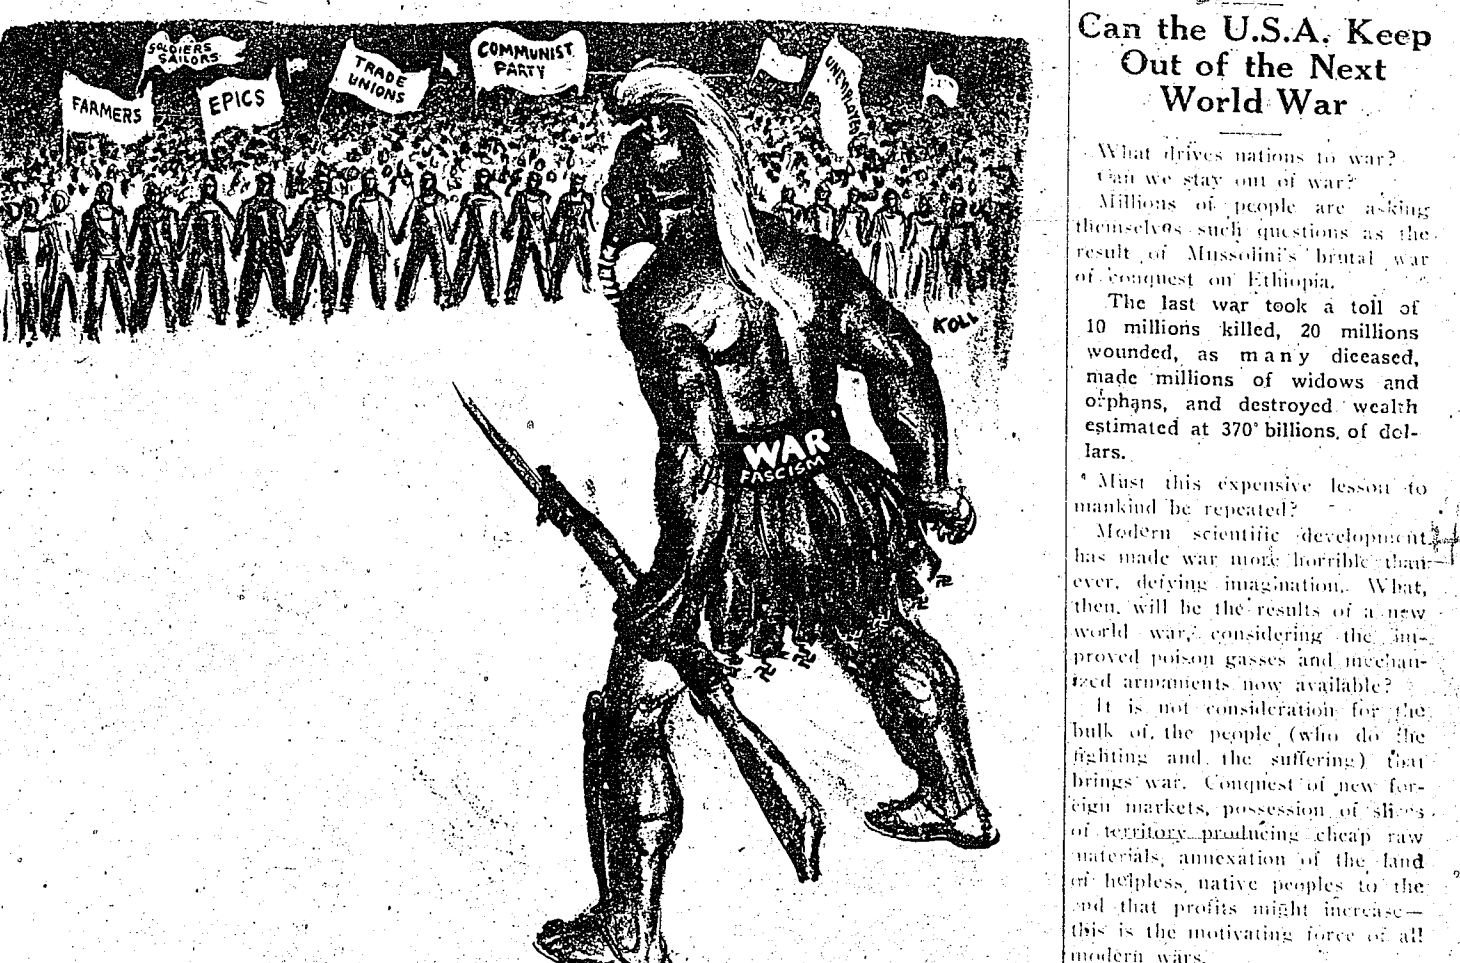 SOLDIERS
SAILORS
FARMERS
EPICS
TRADE
UNIONS
COMMUNIST
PARTY
UNEMPLOYED
KOLL
WAR
FASCISM
Can the U.S.A. Keep
Out of the Next
World War
What drives nations to war?
Can we stay out of war?
Millions of people are asking
themselves such questions as the
result of Mussolini's brutal war
of conquest on Ethiopia.
The last war took a toll of
10 millions killed, 20 millions
wounded, as many diceased,
made millions of widows and
orphans, and destroyed wealth
estimated at 370 billions of dol-
lars.
Must this expensive lesson to
mankind be repeated?
Modern scientific development
has made war more horrible than
ever, defying imagination. What,
then, will be the results of a new
world war, considering the im-
proved poison gasses and mechan-
ized armaments now available?
It is not consideration for the
bulk of the people (who do the
fighting and the suffering) that
brings war. Conquest of new for-
eign markets, possession of slices
of territory producing cheap raw
materials, annexation of the land
of helpless native peoples to the
end that profits might increase—
this is the motivating force of all
modern wars.